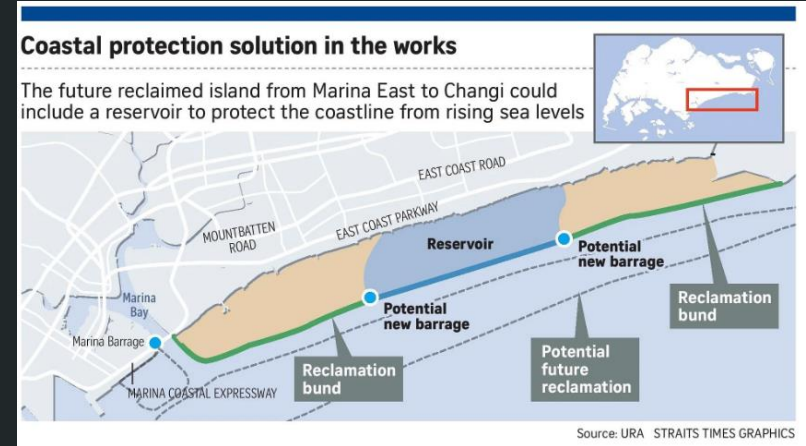 Coastal protection solution in the works
The future reclaimed island from Marina East to Changi could
include a reservoir to protect the coastline from rising sea levels
EAST COAST ROAD
MOUNTBATTEN
ROAD
EAST COAST PARKWAY
Reservoir
Potential
new barrage
Marina
Bay
Potential
new barrage
Reclamation
bund
Marina Barrage
Reclamation
bund
Potential
future
reclamation
MARINA COASTAL EXPRESSWAY
Source: URA STRAITS TIMES GRAPHICS